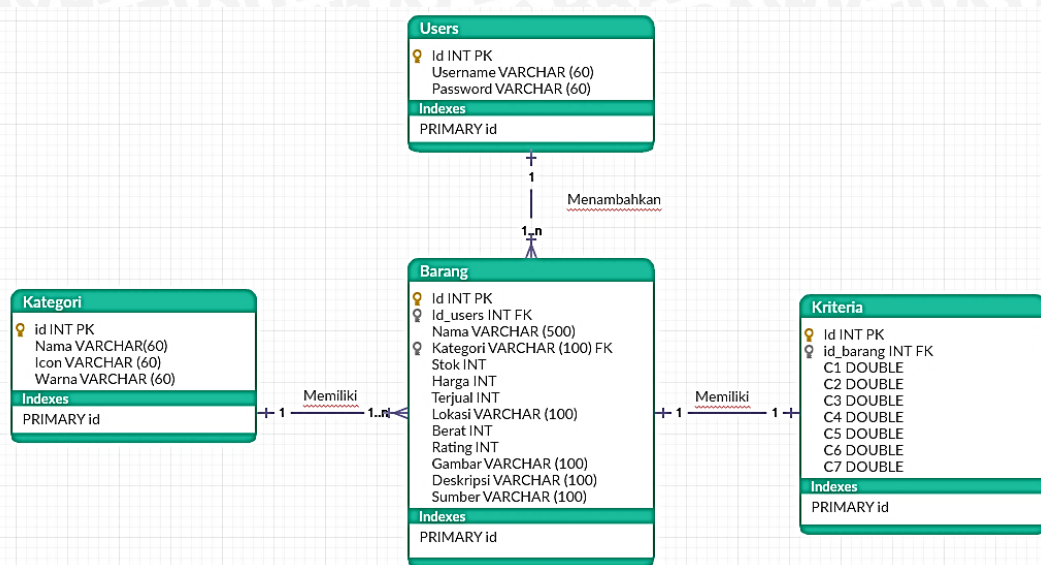 Users
Id INT PK
Username VARCHAR (60)
Password VARCHAR (60)
Indexes
PRIMARY id
1
Menambahkan
1..n
Kategori
id INT PK
Nama VARCHAR(60)
Icon VARCHAR (60)
Warna VARCHAR (60)
Indexes
PRIMARY id
1
Memiliki
1..n
Barang
Id INT PK
Id_users INT FK
Nama VARCHAR (500)
Kategori VARCHAR (100) FK
Stok INT
Harga INT
Terjual INT
Lokasi VARCHAR (100)
Berat INT
Rating INT
Gambar VARCHAR (100)
Deskripsi VARCHAR (100)
Sumber VARCHAR (100)
Indexes
PRIMARY id
1
Memiliki
1
Kriteria
Id INT PK
id_barang INT FK
C1 DOUBLE
C2 DOUBLE
C3 DOUBLE
C4 DOUBLE
C5 DOUBLE
C6 DOUBLE
C7 DOUBLE
Indexes
PRIMARY id